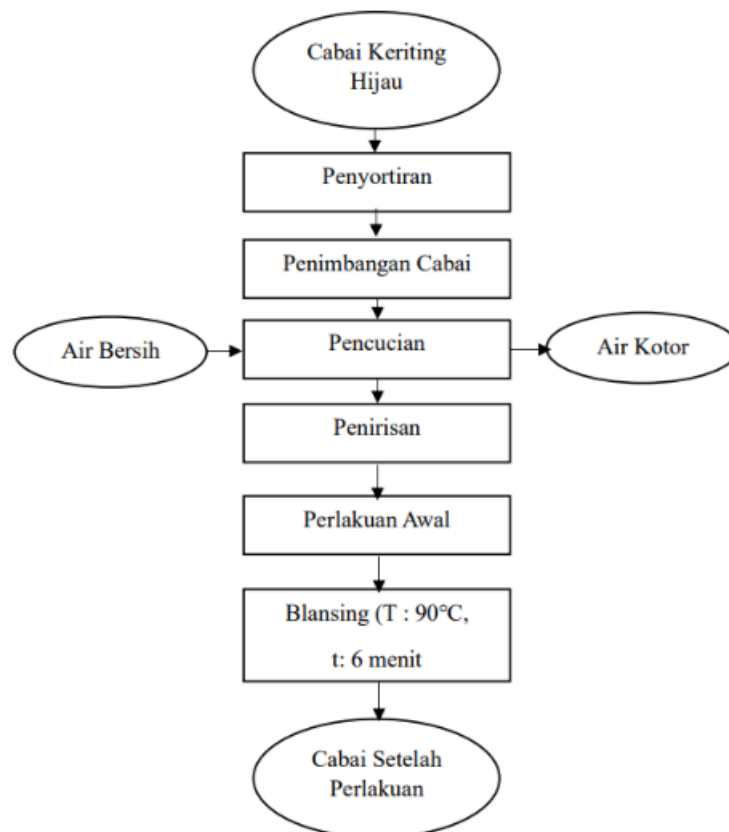 Cabai Keriting
Hijau
Penyortiran
Penimbangan Cabai
Air Bersih
Pencucian
Air Kotor
Penirisan
Perlakuan Awal
Blansing (T : 90°C,
t: 6 menit
Cabai Setelah
Perlakuan